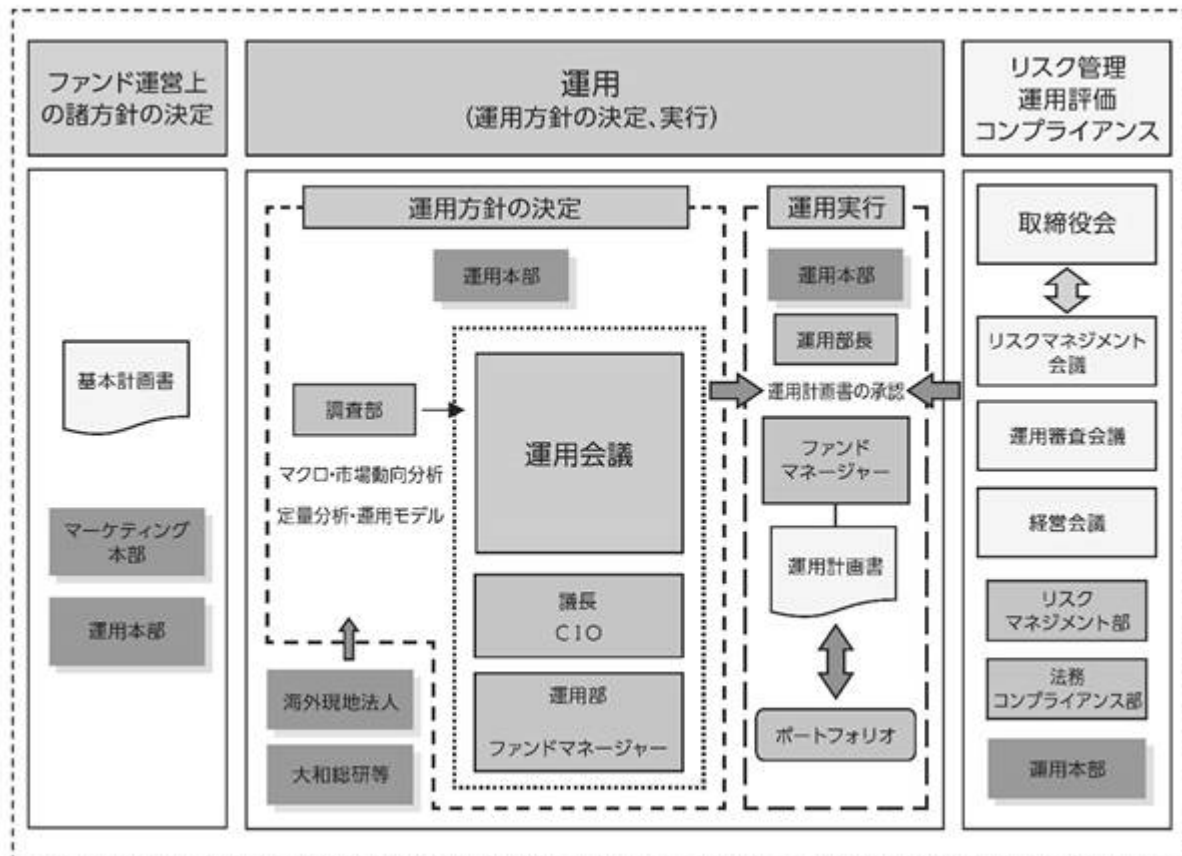 ファンド運営上
の諸方針の決定
運用
(運用方針の決定、実行)
リスク管理
運用評価
コンプライアンス
基本計画書
マーケティング
本部
運用本部
運用方針の決定
運用本部
調査部
マクロ・市場動向分析
定量分析・運用モデル
運用会議
議長
CIO
運用部
ファンドマネージャー
海外現地法人
大和総研等
運用実行
運用本部
運用部長
運用計画書の承認
ファンド
マネージャー
運用計画書
ポートフォリオ
取締役会
リスクマネジメント
会議
運用審査会議
経営会議
リスク
マネジメント部
法務
コンプライアンス部
運用本部